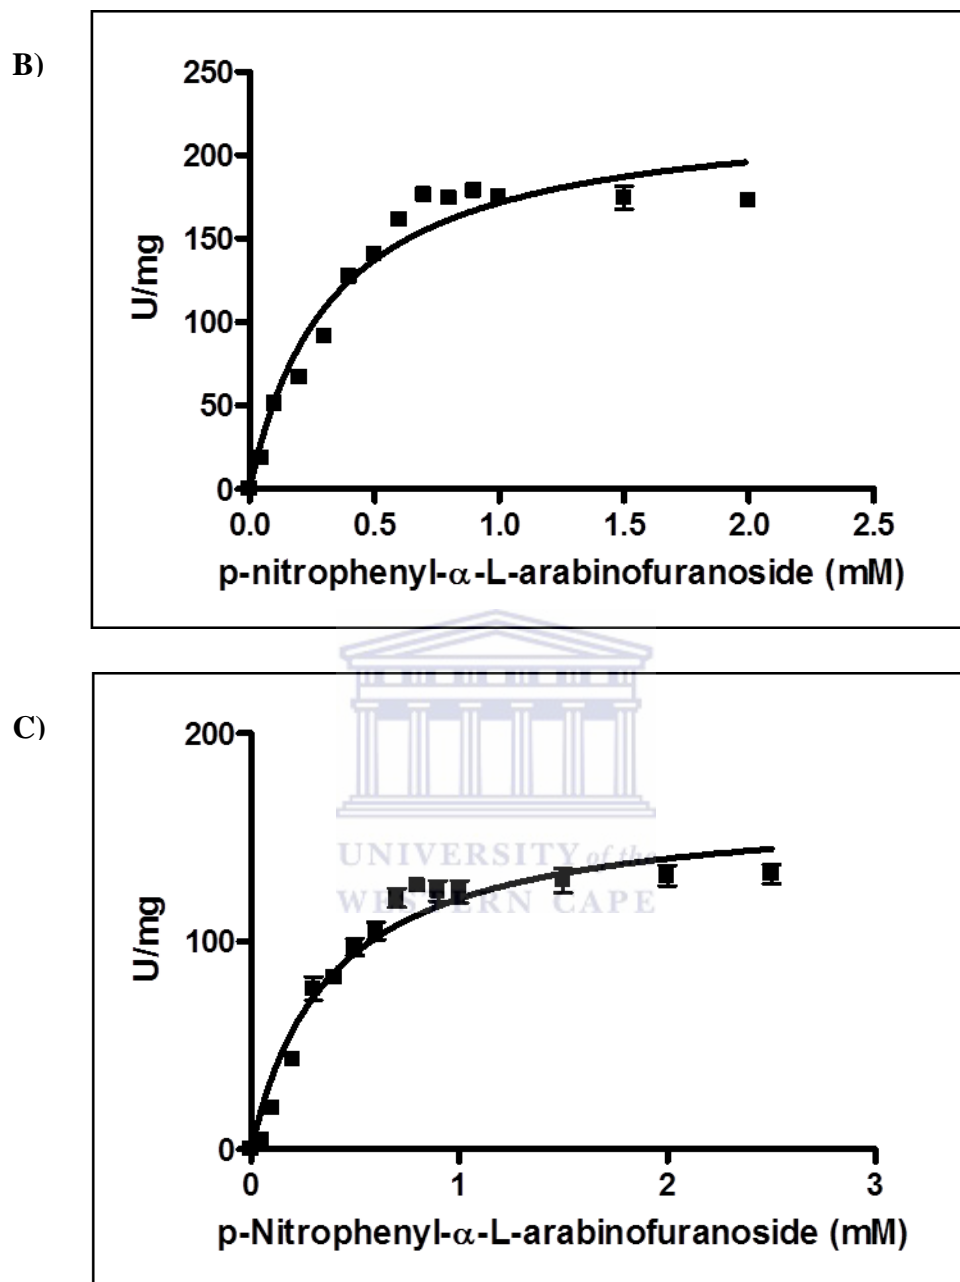 B)
250
200
150
100
50
0
U/mg
0.0 0.5 1.0 1.5 2.0 2.5
p-nitrophenyl-α-L-arabinofuranoside (mM)
C)
200
100
0
U/mg
UNIVERSITY of the
WESTERN CAPE
0 1 2 3
p-Nitrophenyl-α-L-arabinofuranoside (mM)